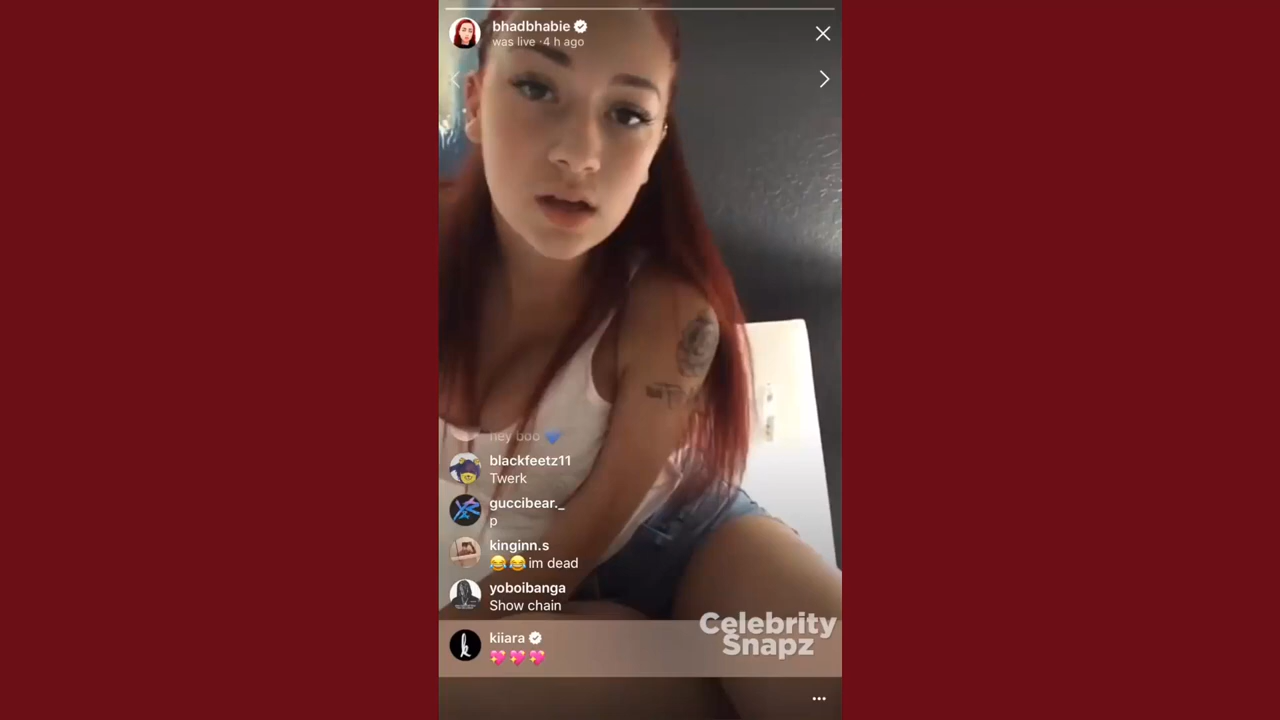 bhadbhabie
was live · 4 h ago
hey boo 💙
blackfeetz11
Twerk
guccibear._
p
kinginn.s
😂😂im dead
yoboibanga
Show chain
kiiara
💖💖💖
Celebrity
Snapz